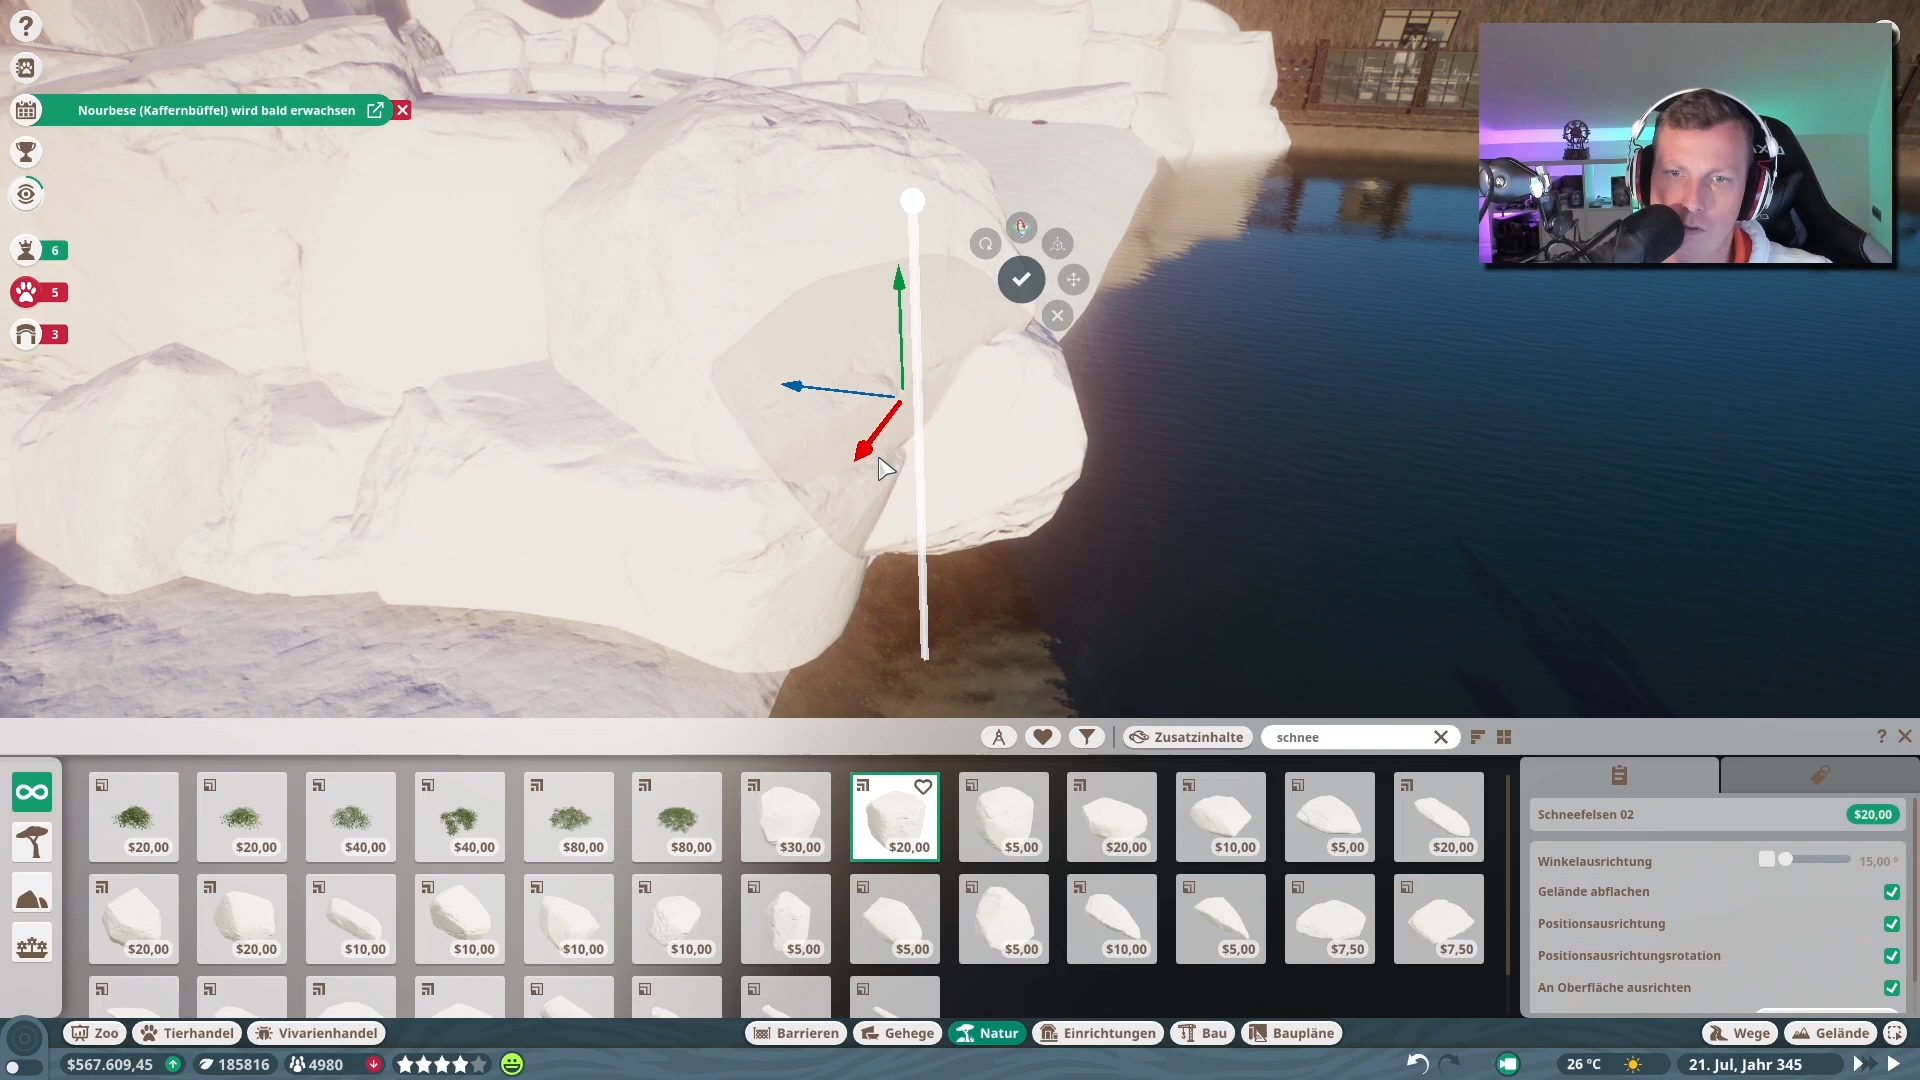 ?
Nourbese (Kaffernbüffel) wird bald erwachsen
6
5
3
Zusatzinhalte
schnee
?
$20,00 $20,00 $40,00 $40,00 $80,00 $80,00 $30,00 $20,00 $5,00 $20,00 $10,00 $5,00 $20,00
$20,00 $20,00 $10,00 $10,00 $10,00 $10,00 $5,00 $5,00 $5,00 $10,00 $5,00 $7,50 $7,50
Schneefelsen 02 $20,00
Winkelausrichtung 15,00 °
Gelände abflachen
Positionsausrichtung
Positionsausrichtungsrotation
An Oberfläche ausrichten
Zoo Tierhandel Vivarienhandel Barrieren Gehege Natur Einrichtungen Bau Baupläne Wege Gelände
$567.609,45 185816 4980 26 °C 21. Jul, Jahr 345